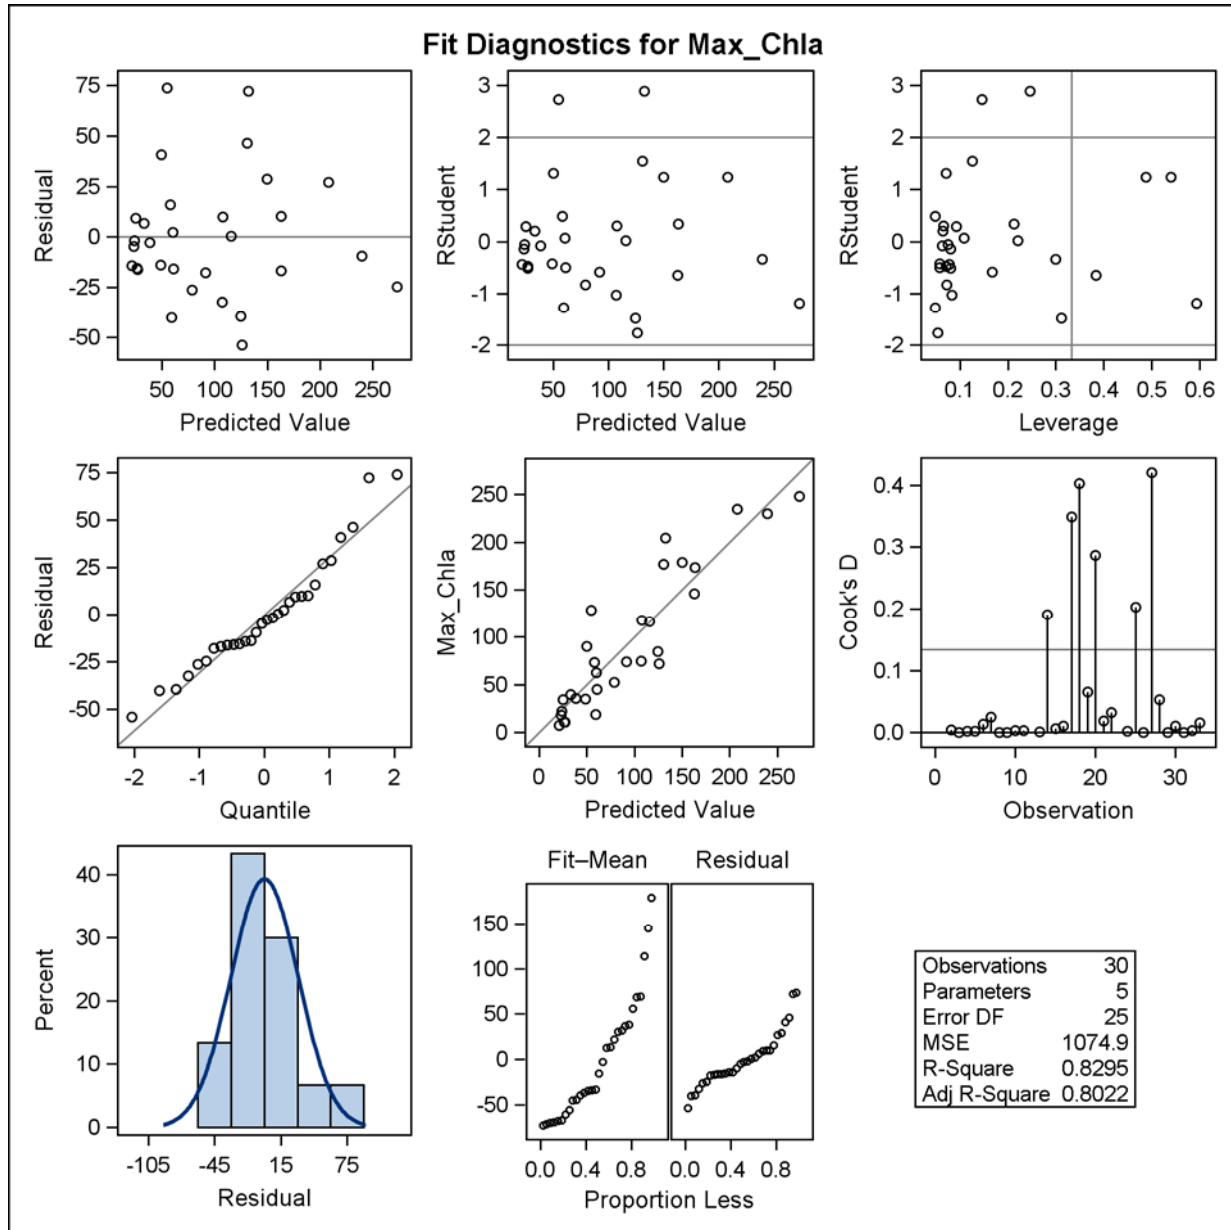 Fit Diagnostics for Max_Chla
75
50
25
0
-25
-50
Residual
50 100 150 200 250
Predicted Value
3
2
1
0
-1
-2
RStudent
50 100 150 200 250
Predicted Value
3
2
1
0
-1
-2
RStudent
0.1 0.2 0.3 0.4 0.5 0.6
Leverage
75
50
25
0
-25
-50
Residual
-2 -1 0 1 2
Quantile
250
200
150
100
50
0
Max_Chla
0 50 100 150 200 250
Predicted Value
0.4
0.3
0.2
0.1
0.0
Cook's D
0 10 20 30
Observation
40
30
20
10
0
Percent
-105 -45 15 75
Residual
Fit–Mean Residual
150
100
50
0
-50
0.0 0.4 0.8 0.0 0.4 0.8
Proportion Less
Observations 30
Parameters 5
Error DF 25
MSE 1074.9
R-Square 0.8295
Adj R-Square 0.8022